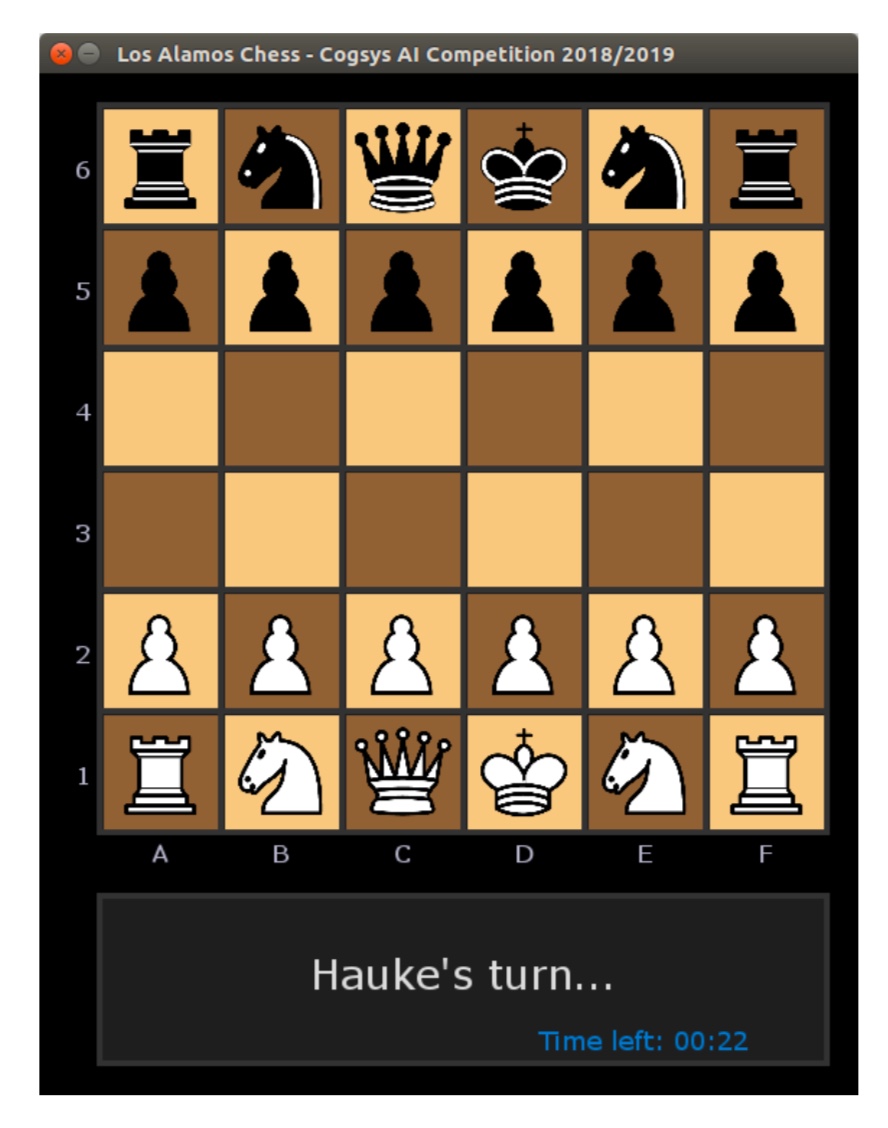 Los Alamos Chess - Cogsys AI Competition 2018/2019
6
5
4
3
2
1
A B C D E F
Hauke's turn...
Time left: 00:22